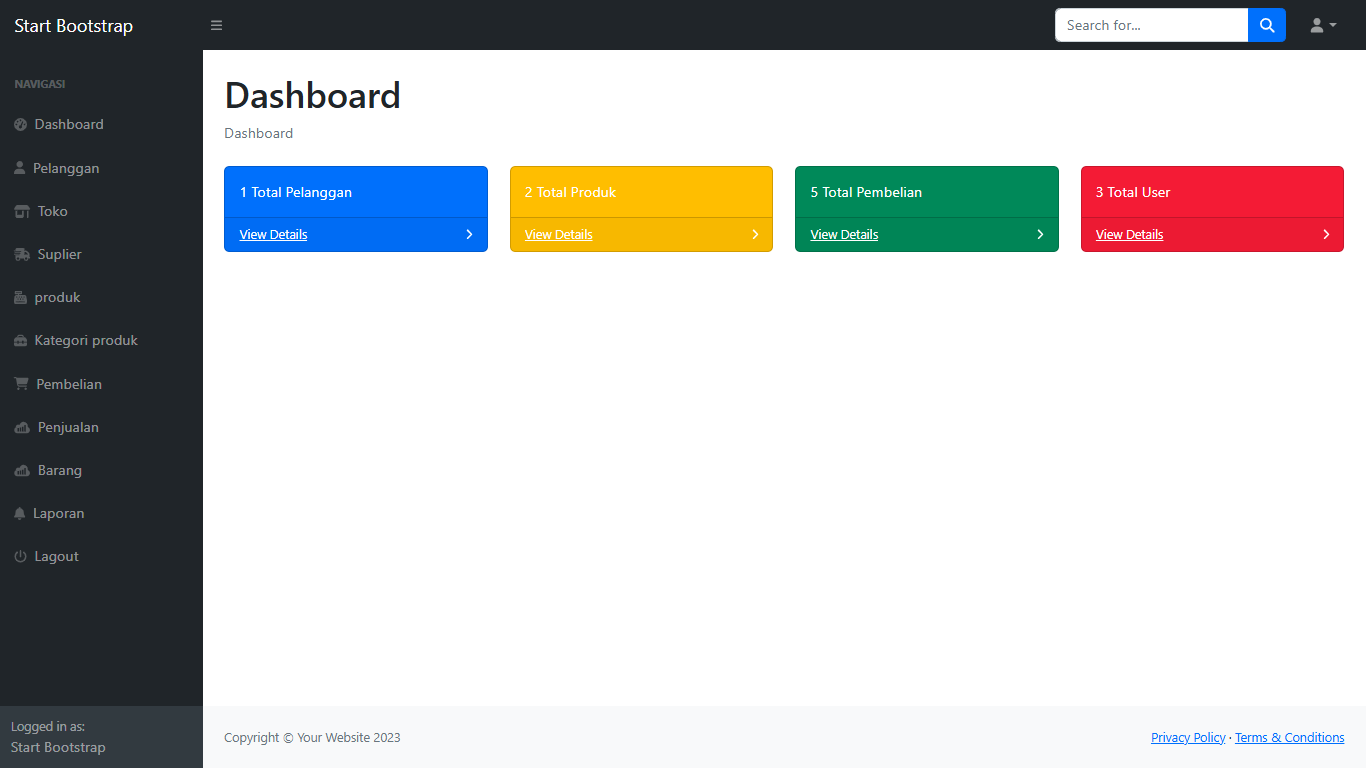 Start Bootstrap
Search for...
NAVIGASI
Dashboard
Pelanggan
Toko
Suplier
produk
Kategori produk
Pembelian
Penjualan
Barang
Laporan
Lagout
Logged in as:
Start Bootstrap
Dashboard
Dashboard
1 Total Pelanggan
View Details
2 Total Produk
View Details
5 Total Pembelian
View Details
3 Total User
View Details
Copyright © Your Website 2023
Privacy Policy · Terms & Conditions